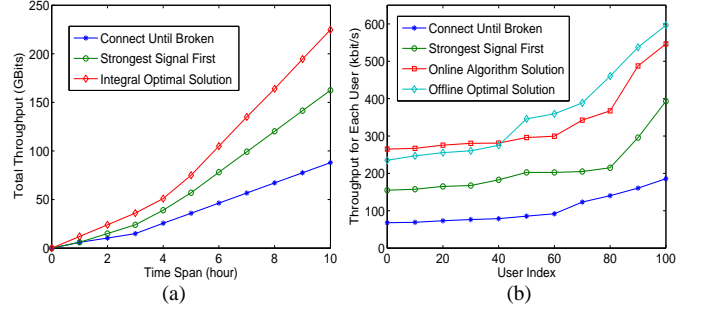 250
200
150
100
50
0
Total Throughput (GBits)
Connect Until Broken
Strongest Signal First
Integral Optimal Solution
0 2 4 6 8 10
Time Span (hour)
(a)
600
500
400
300
200
100
0
Throughput for Each User (kbit/s)
Connect Until Broken
Strongest Signal First
Online Algorithm Solution
Offline Optimal Solution
0 20 40 60 80 100
User Index
(b)